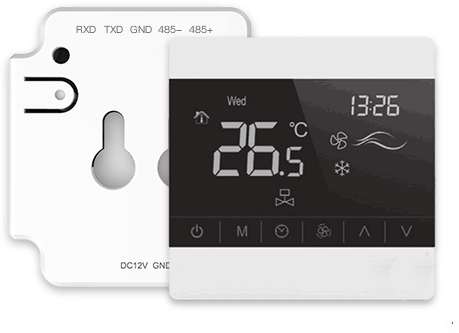 RXD TXD GND 485- 485+
Wed
13:26
26.5 °C
M
DC12V GND